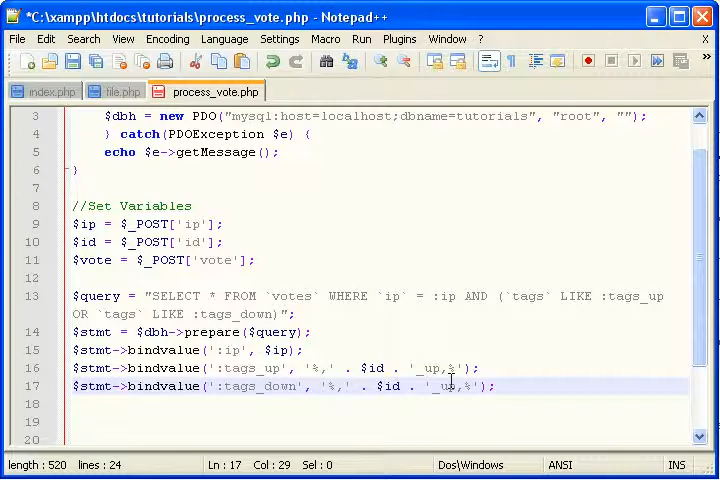 *C:\xampp\htdocs\tutorials\process_vote.php - Notepad++
File Edit Search View Encoding Language Settings Macro Run Plugins Window ? X
index.php file.php process_vote.php
3 $dbh = new PDO("mysql:host=localhost;dbname=tutorials", "root", "");
4 } catch(PDOException $e) {
5 echo $e->getMessage();
6 }
7
8 //Set Variables
9 $ip = $_POST['ip'];
10 $id = $_POST['id'];
11 $vote = $_POST['vote'];
12
13 $query = "SELECT * FROM `votes` WHERE `ip` = :ip AND (`tags` LIKE :tags_up
OR `tags` LIKE :tags_down)";
14 $stmt = $dbh->prepare($query);
15 $stmt->bindvalue(':ip', $ip);
16 $stmt->bindvalue(':tags_up', '%,' . $id . '_up,%');
17 $stmt->bindvalue(':tags_down', '%,' . $id . '_up,%');
18
19
20
length : 520 lines : 24 Ln : 17 Col : 29 Sel : 0 Dos\Windows ANSI INS